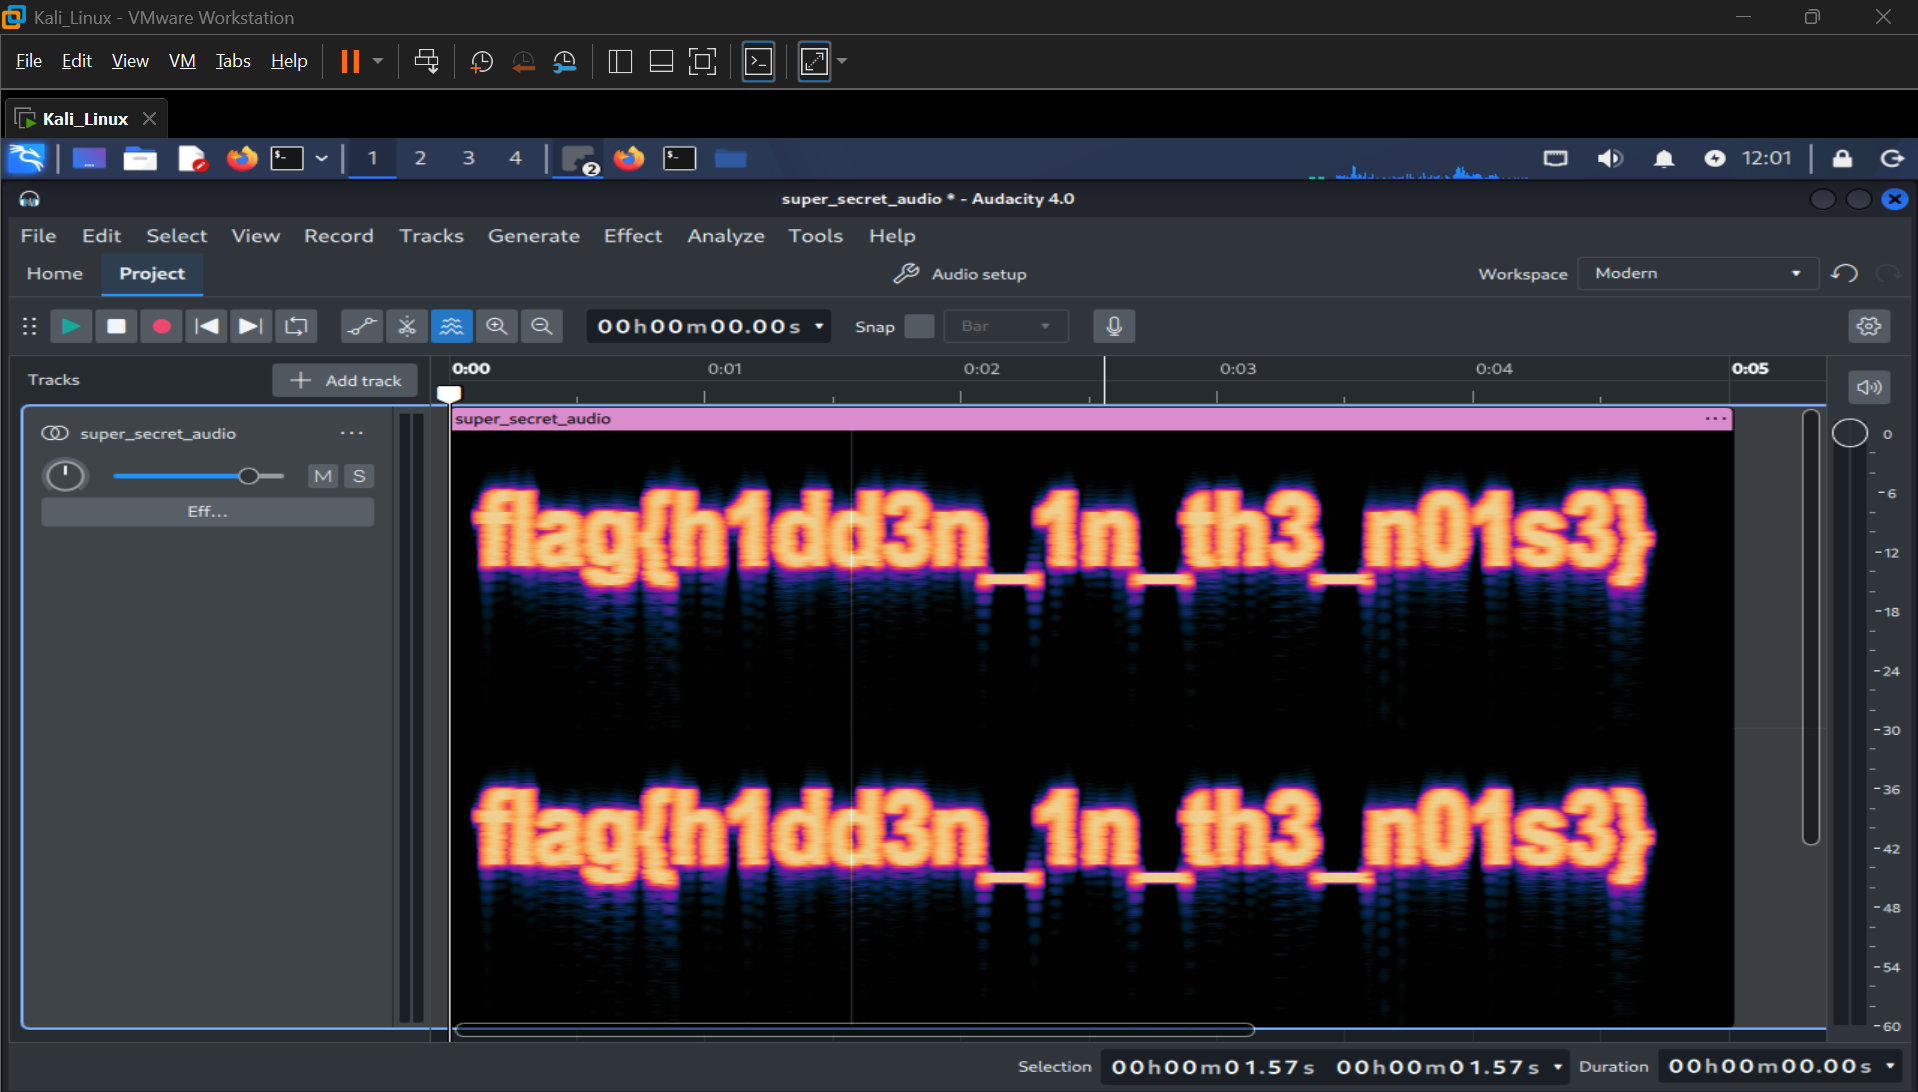 Kali_Linux - VMware Workstation
File Edit View VM Tabs Help
Kali_Linux
1 2 3 4 2 12:01
super_secret_audio * - Audacity 4.0
File Edit Select View Record Tracks Generate Effect Analyze Tools Help
Home Project Audio setup Workspace Modern
00h00m00.00s Snap Bar
Tracks Add track 0:00 0:01 0:02 0:03 0:04 0:05
super_secret_audio
super_secret_audio
M S
Eff...
flag{h1dd3n_1n_th3_n01s3}
flag{h1dd3n_1n_th3_n01s3}
0
-6
-12
-18
-24
-30
-36
-42
-48
-54
-60
Selection 00h00m01.57s 00h00m01.57s Duration 00h00m00.00s